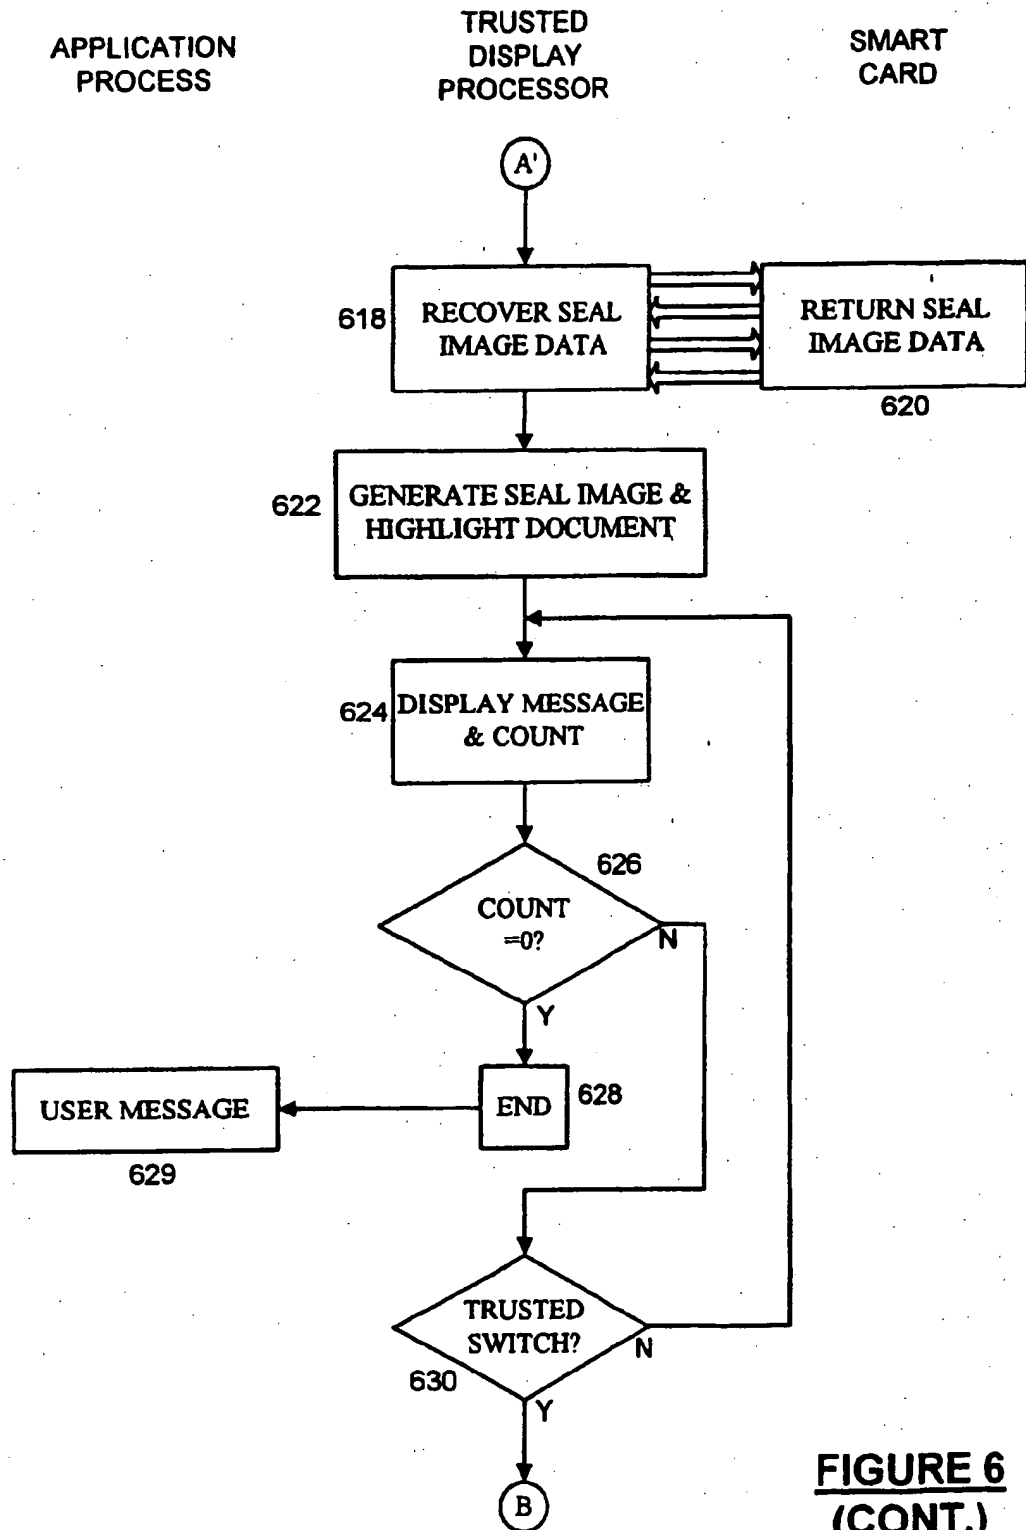 APPLICATION
PROCESS
TRUSTED
DISPLAY
PROCESSOR
SMART
CARD
A'
618
RECOVER SEAL
IMAGE DATA
RETURN SEAL
IMAGE DATA
620
622
GENERATE SEAL IMAGE &
HIGHLIGHT DOCUMENT
624
DISPLAY MESSAGE
& COUNT
626
COUNT
=0?
N
Y
USER MESSAGE
629
END
628
TRUSTED
SWITCH?
N
630
Y
B
FIGURE 6
(CONT.)